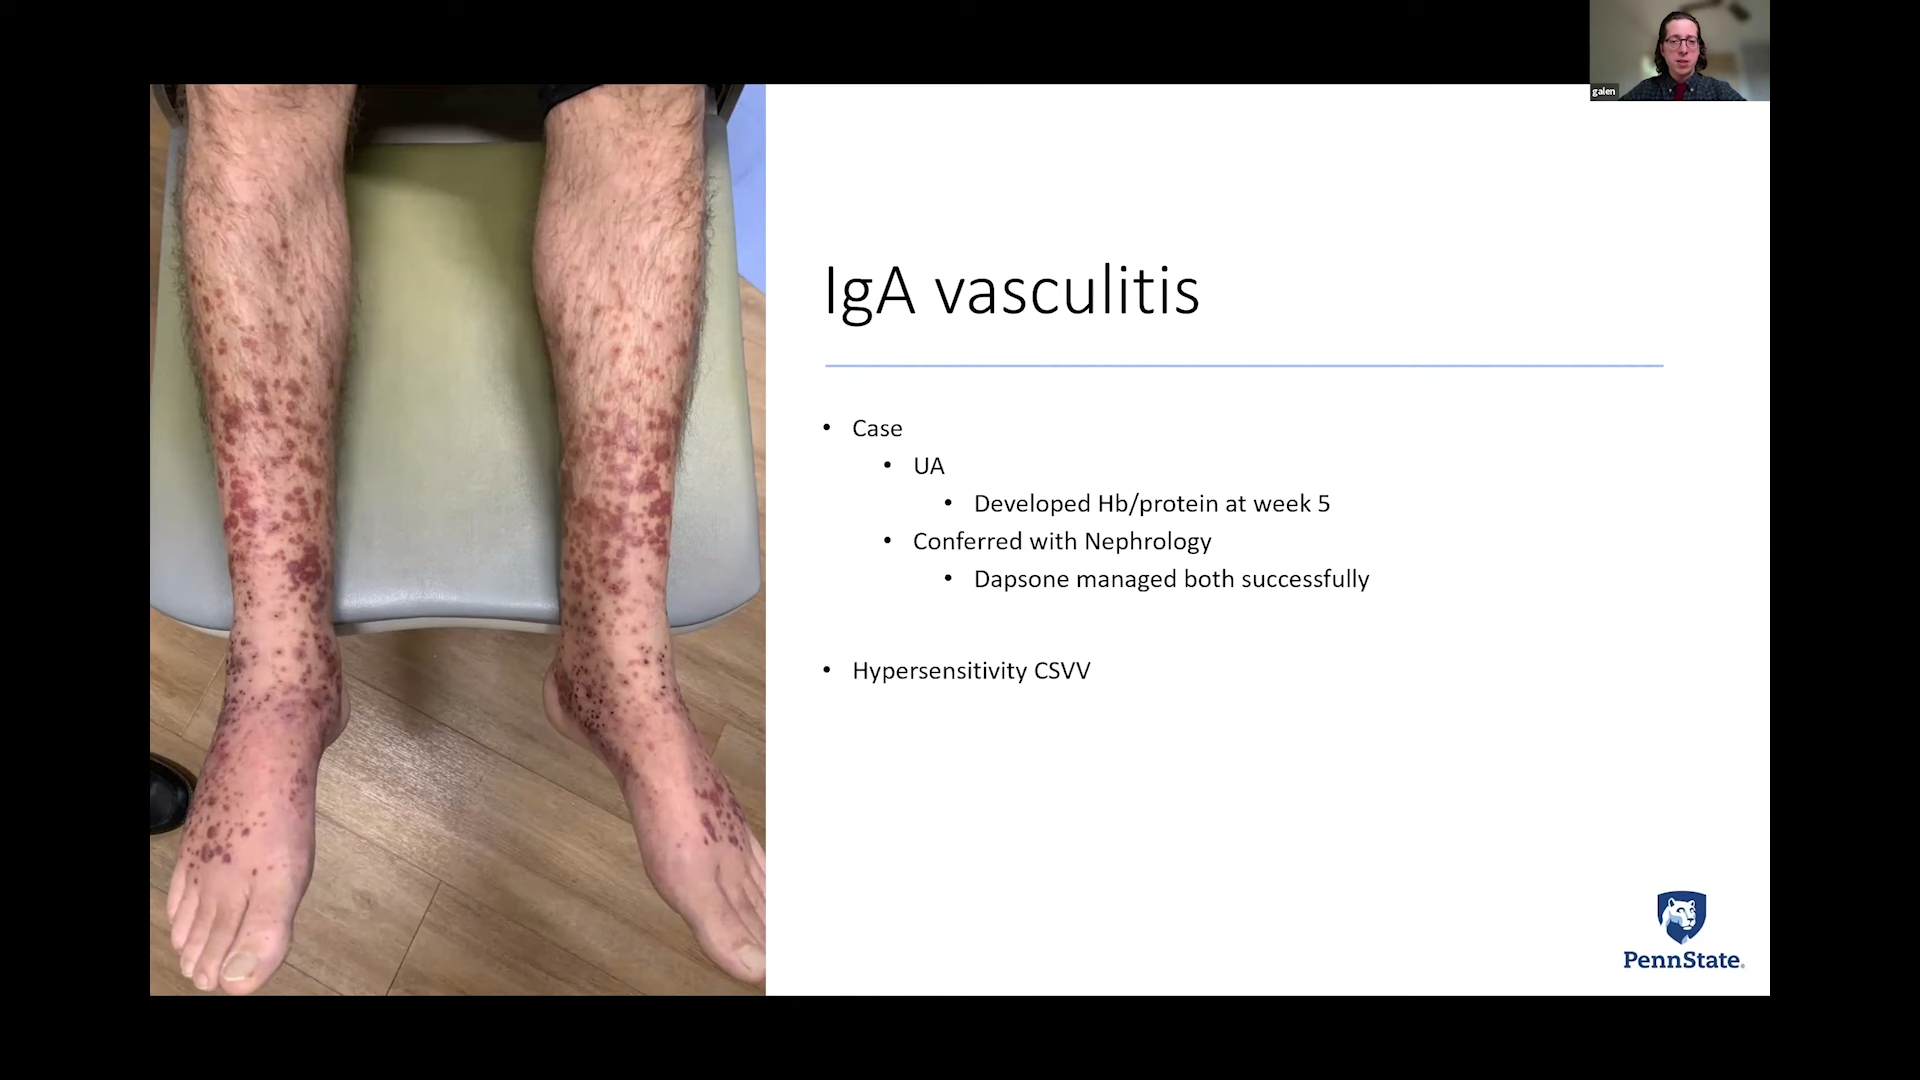 galen
IgA vasculitis
• Case
• UA
• Developed Hb/protein at week 5
• Conferred with Nephrology
• Dapsone managed both successfully
• Hypersensitivity CSVV
PennState